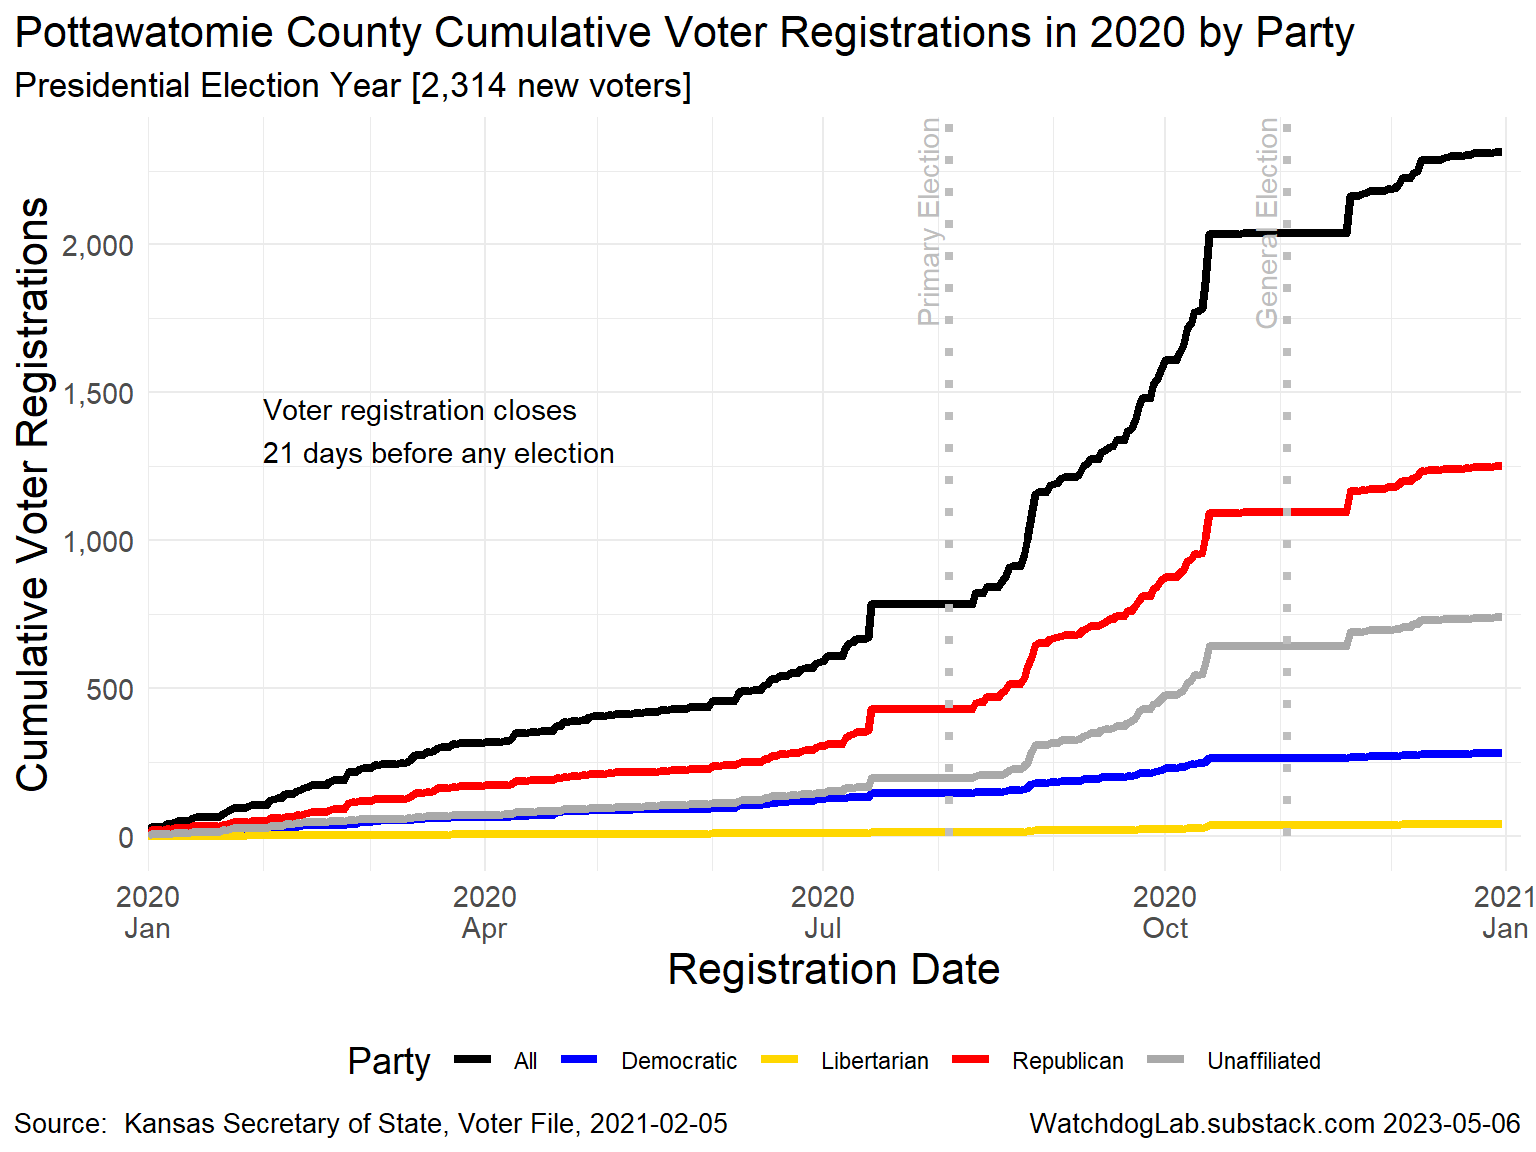 Pottawatomie County Cumulative Voter Registrations in 2020 by Party
Presidential Election Year [2,314 new voters]
Cumulative Voter Registrations
2,000
1,500
1,000
500
0
Primary Election
General Election
Voter registration closes
21 days before any election
2020 2020 2020 2020 2021
Jan Apr Jul Oct Jan
Registration Date
Party All Democratic Libertarian Republican Unaffiliated
Source:  Kansas Secretary of State, Voter File, 2021-02-05
WatchdogLab.substack.com 2023-05-06